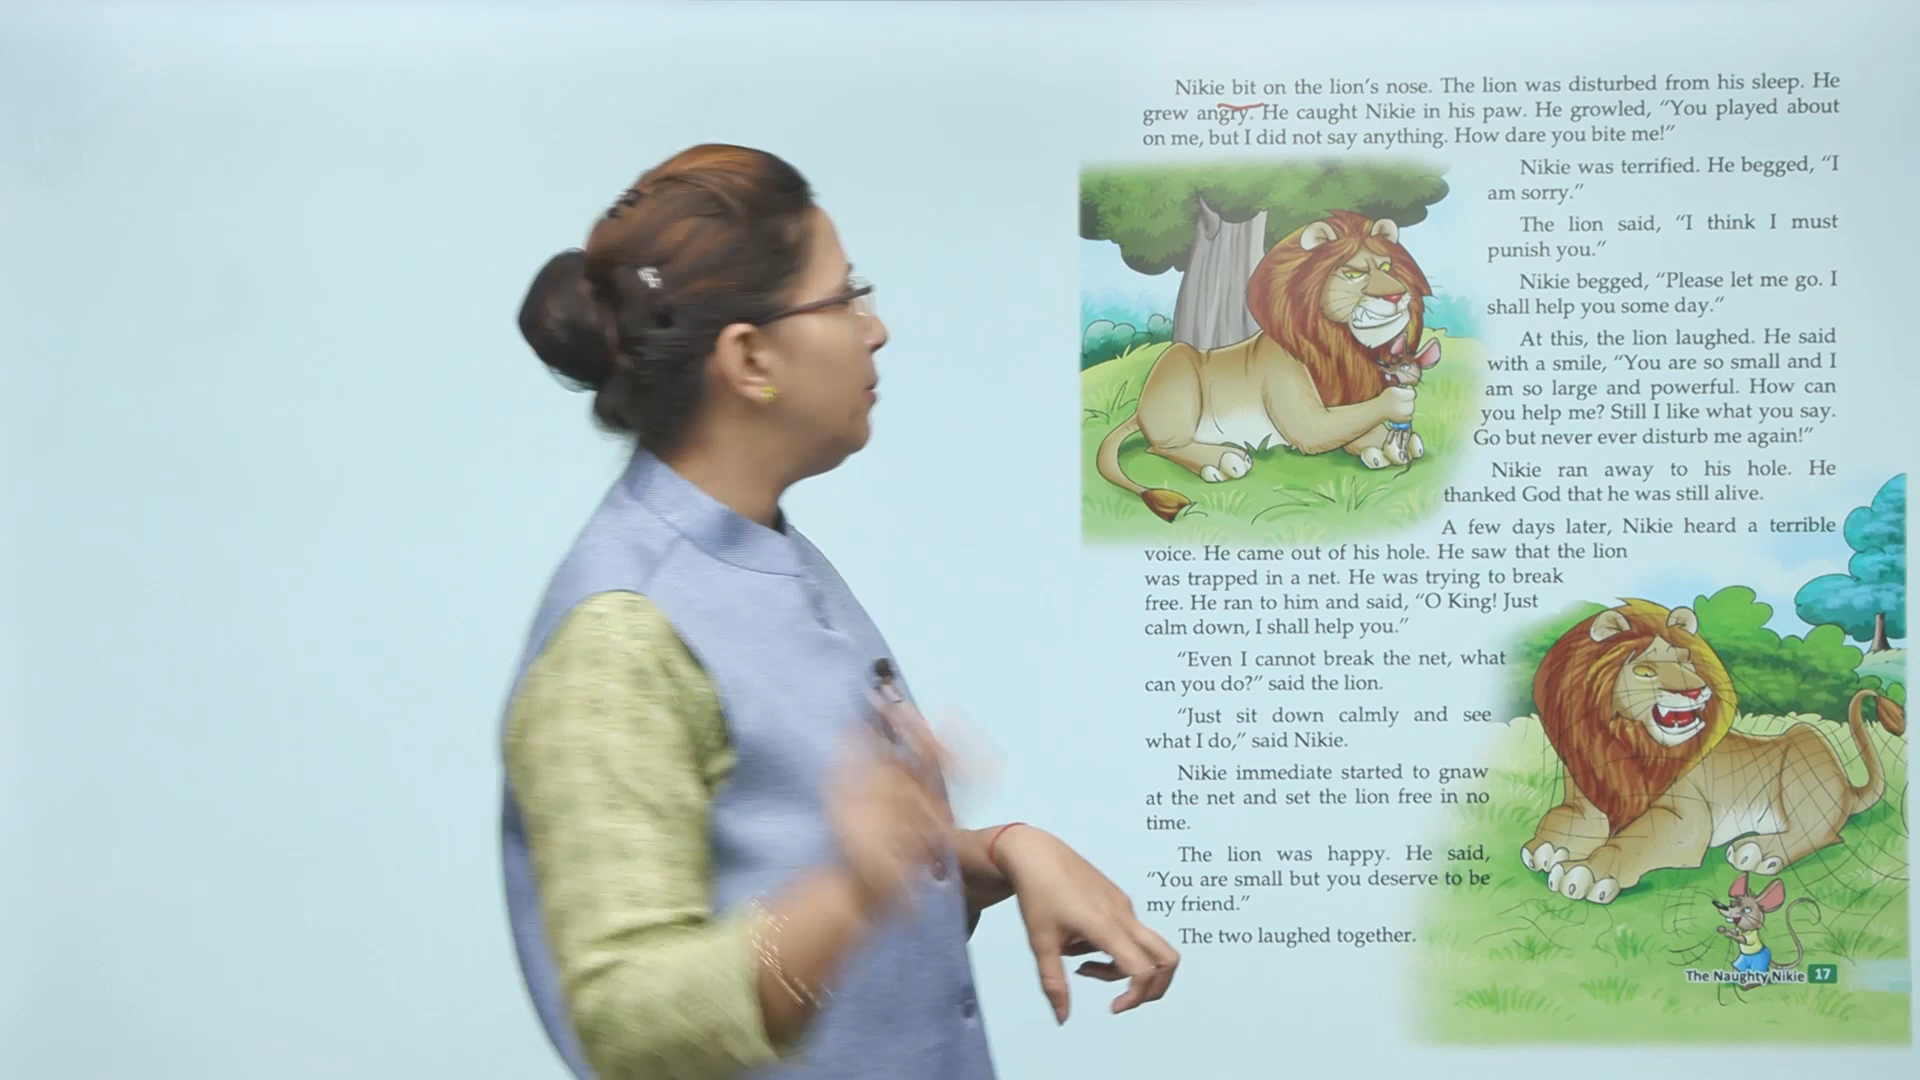 Nikie bit on the lion's nose. The lion was disturbed from his sleep. He
grew angry. He caught Nikie in his paw. He growled, "You played about
on me, but I did not say anything. How dare you bite me!"
Nikie was terrified. He begged, "I
am sorry."
The lion said, "I think I must
punish you."
Nikie begged, "Please let me go. I
shall help you some day."
At this, the lion laughed. He said
with a smile, "You are so small and I
am so large and powerful. How can
you help me? Still I like what you say.
Go but never ever disturb me again!"
Nikie ran away to his hole. He
thanked God that he was still alive.
A few days later, Nikie heard a terrible
voice. He came out of his hole. He saw that the lion
was trapped in a net. He was trying to break
free. He ran to him and said, "O King! Just
calm down, I shall help you."
"Even I cannot break the net, what
can you do?" said the lion.
"Just sit down calmly and see
what I do," said Nikie.
Nikie immediate started to gnaw
at the net and set the lion free in no
time.
The lion was happy. He said,
"You are small but you deserve to be
my friend."
The two laughed together.
The Naughty Nikie 17